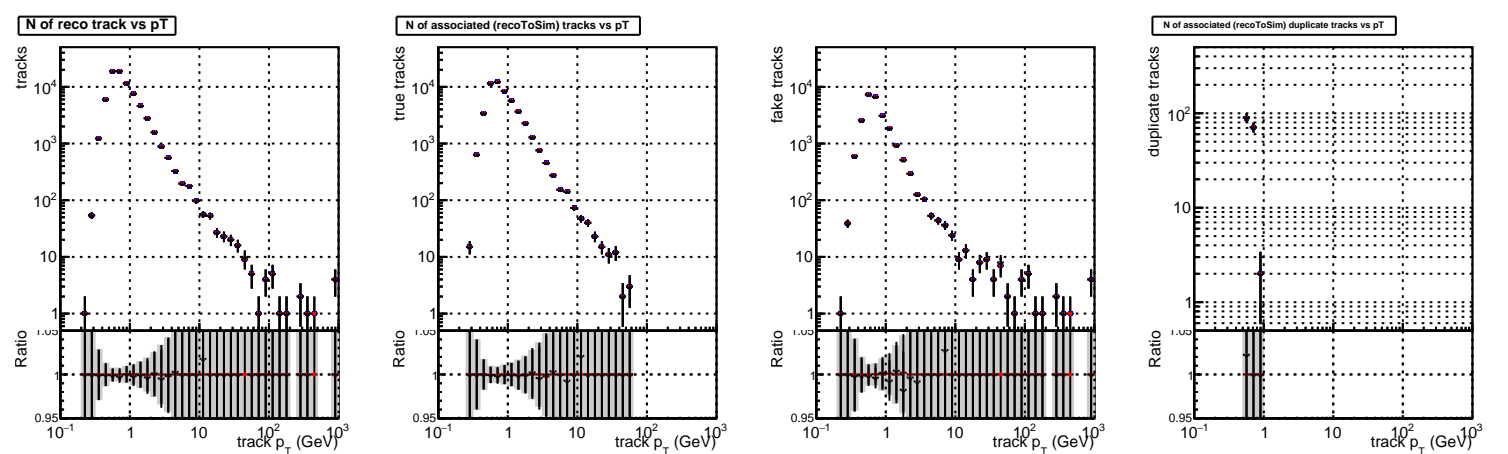 N of reco track vs pT
N of associated (recoToSim) tracks vs pT
N of associated (recoToSim) duplicate tracks vs pT
tracks
10^4
10^3
10^2
10
1
Ratio
1.05
1
0.95
10^-1 1 10 10^2 10^3
track p_T (GeV)
true tracks
10^4
10^3
10^2
10
1
Ratio
1.05
1
0.95
10^-1 1 10 10^2 10^3
track p_T (GeV)
fake tracks
10^4
10^3
10^2
10
1
Ratio
1.05
1
0.95
10^-1 1 10 10^2 10^3
track p_T (GeV)
duplicate tracks
10^2
10
1
Ratio
1.05
1
0.95
10^-1 1 10 10^2 10^3
track p_T (GeV)